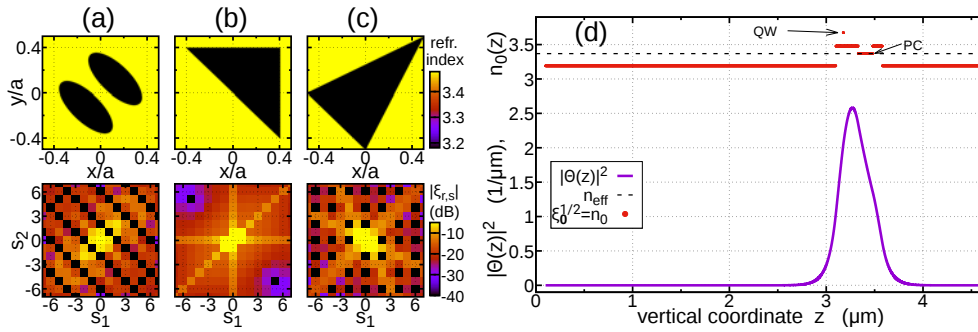 (a)
(b)
(c)
(d)
0.4
0
-0.4
y/a
-0.4 0 0.4
-0.4 0 0.4
-0.4 0 0.4
x/a
x/a
x/a
refr.
index
3.4
3.3
3.2
6
3
0
-3
-6
s₂
-6 -3 0 3 6
-6 -3 0 3 6
-6 -3 0 3 6
s₁
s₁
s₁
|ξr,s|
(dB)
-10
-20
-30
-40
|Θ(z)|² (1/μm), n₀(z)
3.5
3
2.5
2
1.5
1
0.5
0
QW
PC
|Θ(z)|²
n_eff
ξ₀^1/2=n₀
0 1 2 3 4
vertical coordinate z (μm)